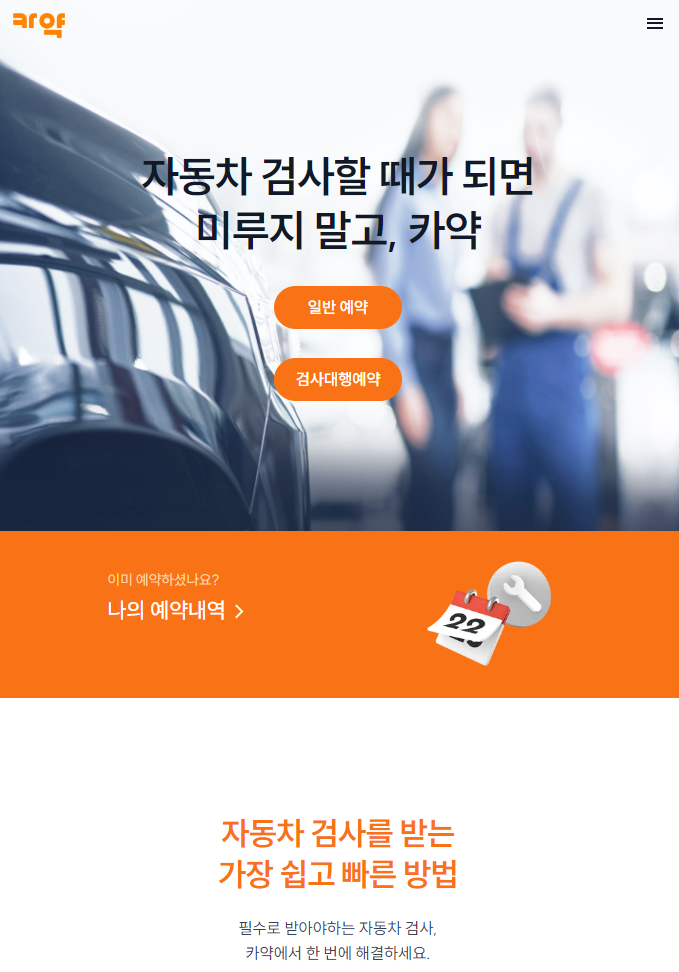 카약
자동차 검사할 때가 되면
미루지 말고, 카약
일반 예약
검사대행예약
이미 예약하셨나요?
나의 예약내역
22
자동차 검사를 받는
가장 쉽고 빠른 방법
필수로 받아야하는 자동차 검사,
카약에서 한 번에 해결하세요.